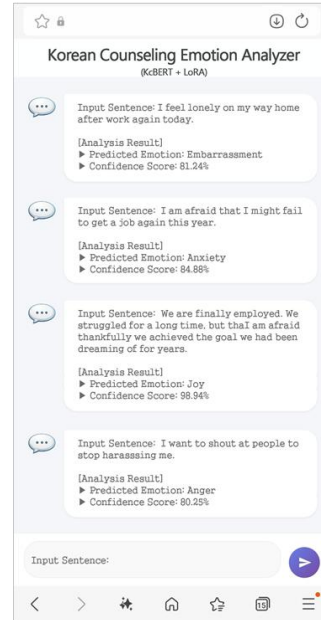 Korean Counseling Emotion Analyzer
(KcBERT + LoRA)
Input Sentence: I feel lonely on my way home
after work again today.
[Analysis Result]
▶ Predicted Emotion: Embarrassment
▶ Confidence Score: 81.24%
Input Sentence: I am afraid that I might fail
to get a job again this year.
[Analysis Result]
▶ Predicted Emotion: Anxiety
▶ Confidence Score: 84.88%
Input Sentence: We are finally employed. We
struggled for a long time, but thaI am afraid
thankfully we achieved the goal we had been
dreaming of for years.
[Analysis Result]
▶ Predicted Emotion: Joy
▶ Confidence Score: 98.94%
Input Sentence: I want to shout at people to
stop harasssing me.
[Analysis Result]
▶ Predicted Emotion: Anger
▶ Confidence Score: 80.25%
Input Sentence:
15